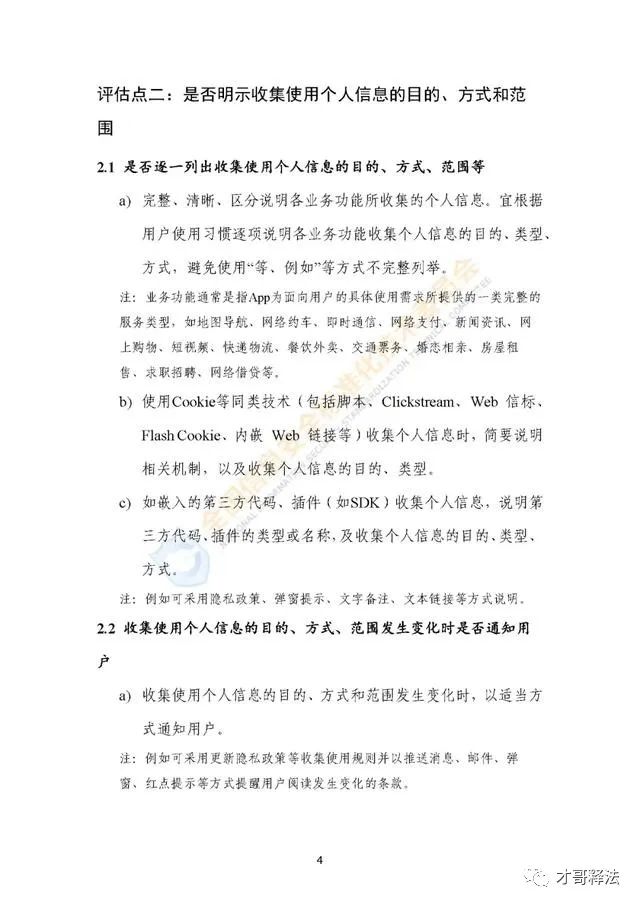 评估点二：是否明示收集使用个人信息的目的、方式和范
围
2.1 是否逐一列出收集使用个人信息的目的、方式、范围等
a) 完整、清晰、区分说明各业务功能所收集的个人信息。宜根据
用户使用习惯逐项说明各业务功能收集个人信息的目的、类型、
方式，避免使用“等、例如”等方式不完整列举。
注：业务功能通常是指App为面向用户的具体使用需求所提供的一类完整的
服务类型，如地图导航、网络约车、即时通信、网络支付、新闻资讯、网
上购物、短视频、快递物流、餐饮外卖、交通票务、婚恋相亲、房屋租
售、求职招聘、网络借贷等。
b) 使用Cookie等同类技术（包括脚本、Clickstream、Web 信标、
Flash Cookie、内嵌 Web 链接等）收集个人信息时，简要说明
相关机制，以及收集个人信息的目的、类型。
c) 如嵌入的第三方代码、插件（如SDK）收集个人信息，说明第
三方代码、插件的类型或名称，及收集个人信息的目的、类型、
方式。
注：例如可采用隐私政策、弹窗提示、文字备注、文本链接等方式说明。
2.2 收集使用个人信息的目的、方式、范围发生变化时是否通知用
户
a) 收集使用个人信息的目的、方式和范围发生变化时，以适当方
式通知用户。
注：例如可采用更新隐私政策等收集使用规则并以推送消息、邮件、弹
窗、红点提示等方式提醒用户阅读发生变化的条款。
4
才哥释法